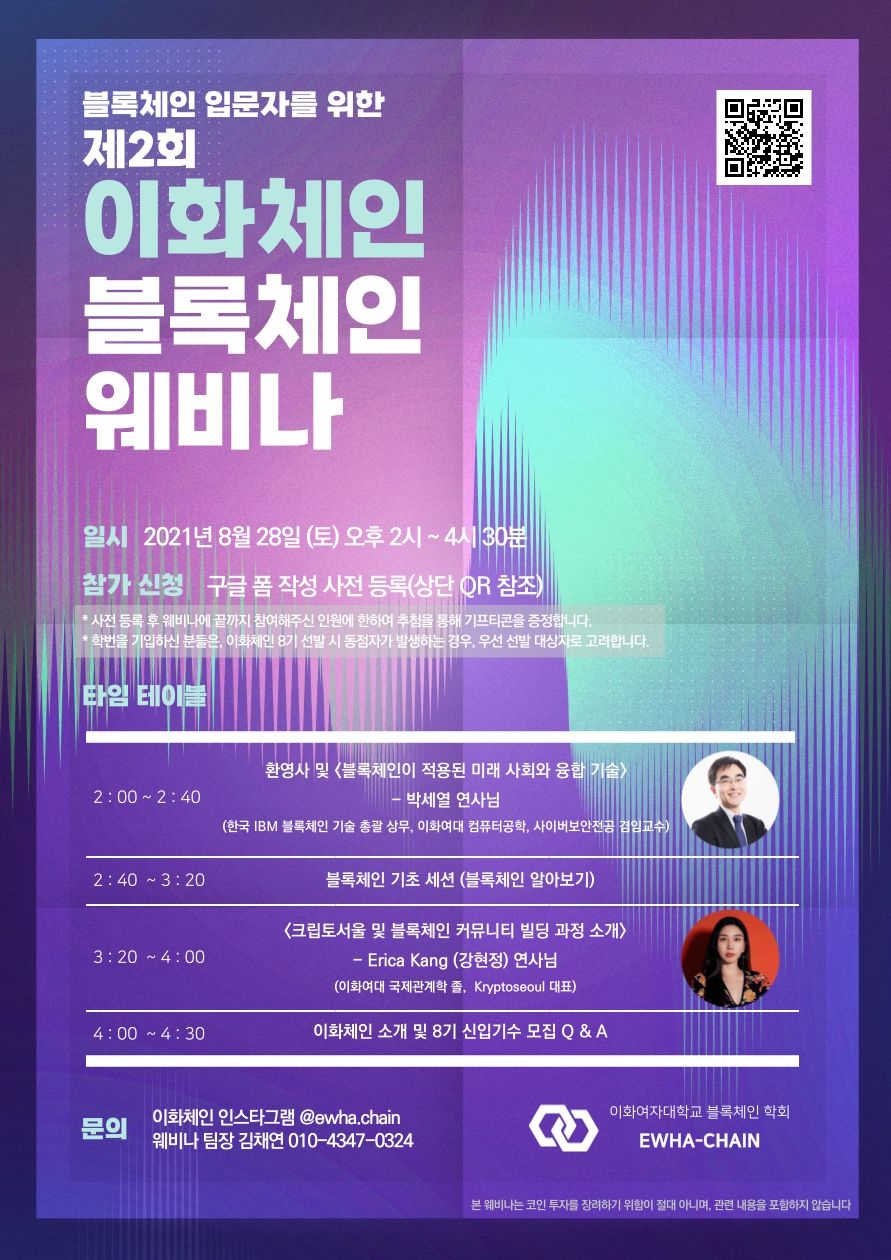 블록체인 입문자를 위한
제2회
이화체인
블록체인
웨비나
일시 2021년 8월 28일 (토) 오후 2시 ~ 4시 30분
참가 신청 구글 폼 작성 사전 등록(상단 QR 참조)
* 사전 등록 후 웨비나에 끝까지 참여해주신 인원에 한하여 추첨을 통해 기프티콘을 증정합니다.
* 학번을 기입하신 분들은, 이화체인 8기 선발 시 동점자가 발생하는 경우, 우선 선발 대상자로 고려합니다.
타임 테이블
2 : 00 ~ 2 : 40
환영사 및 <블록체인이 적용된 미래 사회와 융합 기술>
– 박세열 연사님
(한국 IBM 블록체인 기술 총괄 상무, 이화여대 컴퓨터공학, 사이버보안전공 겸임교수)
2 : 40 ~ 3 : 20 블록체인 기초 세션 (블록체인 알아보기)
3 : 20 ~ 4 : 00
<크립토서울 및 블록체인 커뮤니티 빌딩 과정 소개>
– Erica Kang (강현정) 연사님
(이화여대 국제관계학 졸, Kryptoseoul 대표)
4 : 00 ~ 4 : 30 이화체인 소개 및 8기 신입기수 모집 Q & A
문의
이화체인 인스타그램 @ewha.chain
웨비나 팀장 김채연 010-4347-0324
이화여자대학교 블록체인 학회
EWHA-CHAIN
본 웨비나는 코인 투자를 장려하기 위함이 절대 아니며, 관련 내용을 포함하지 않습니다